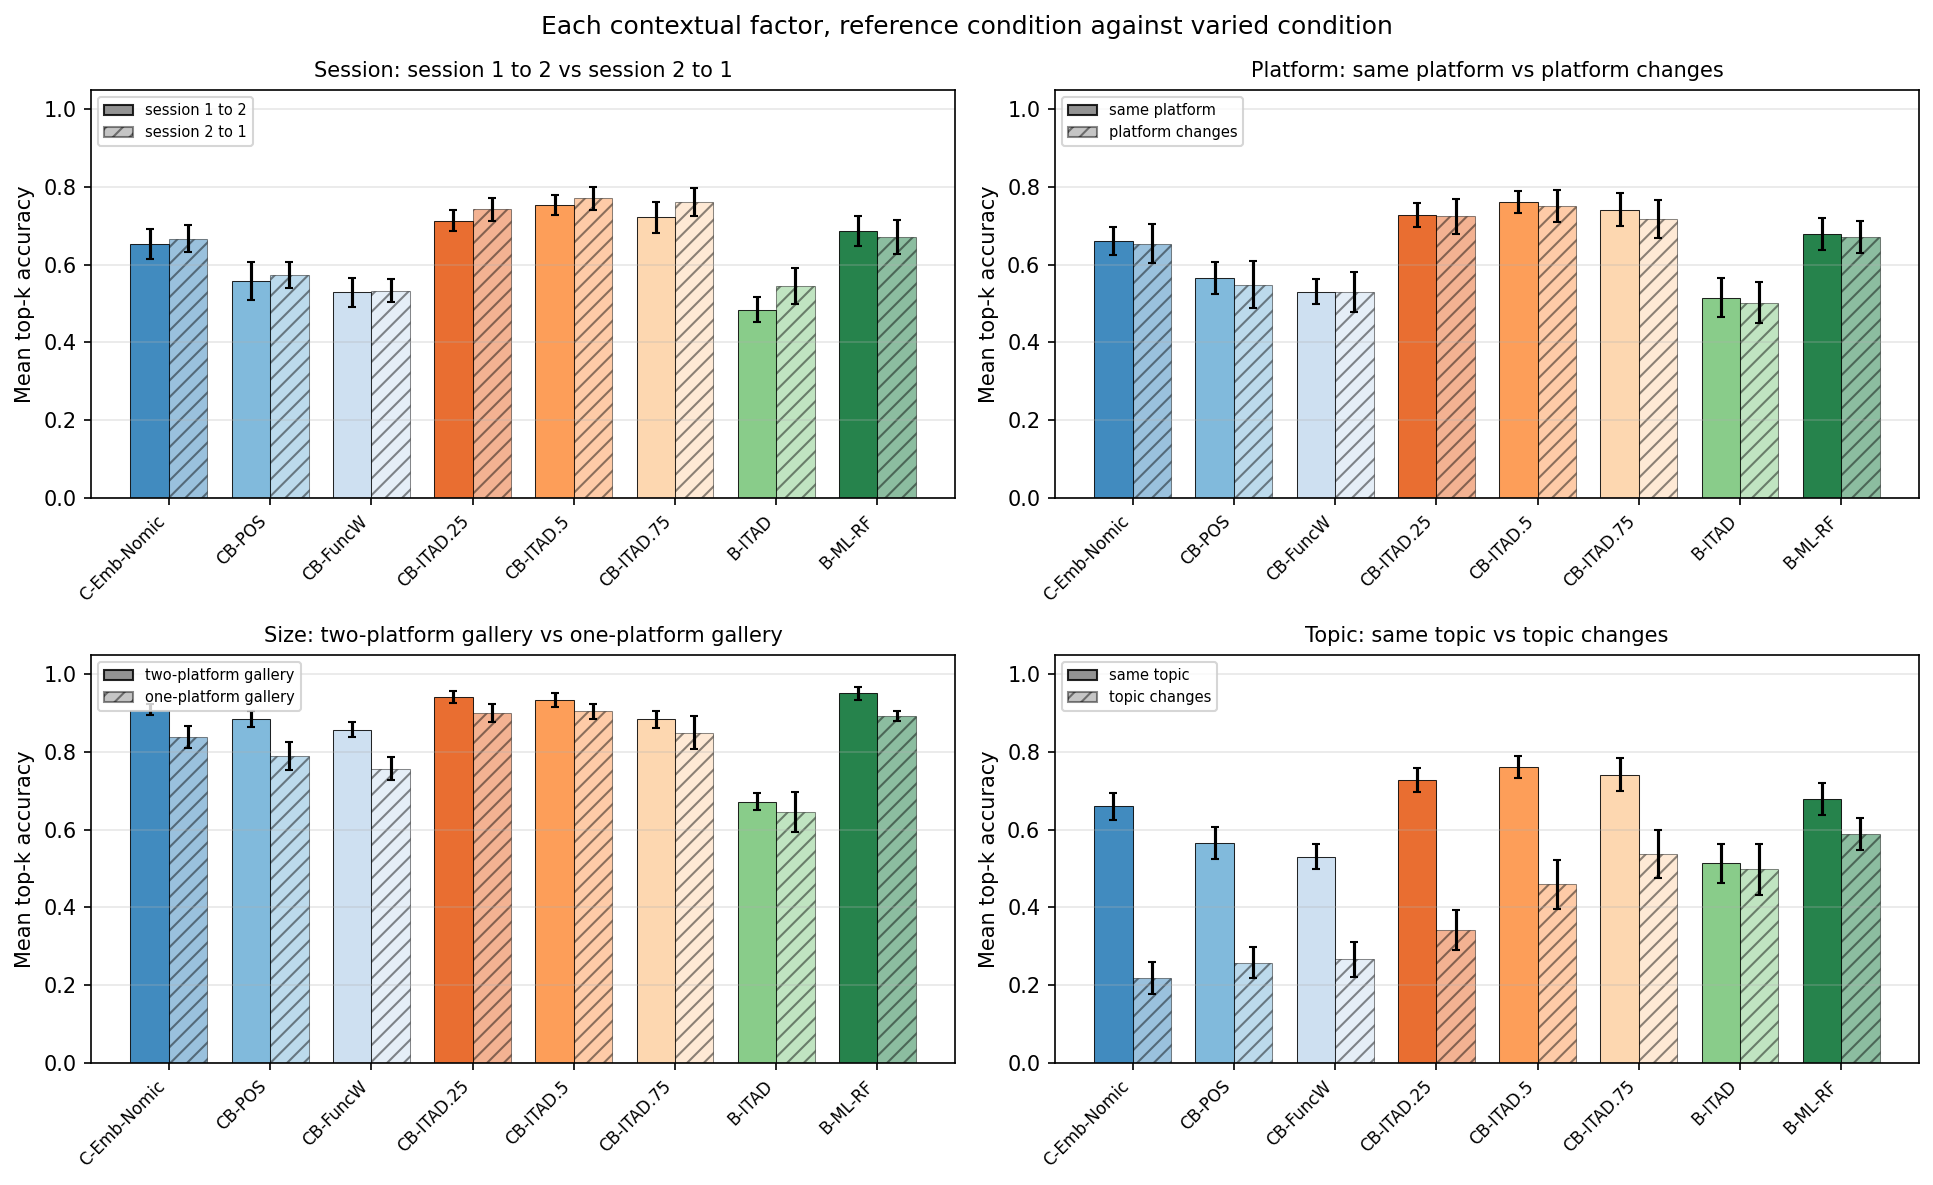 Each contextual factor, reference condition against varied condition
Session: session 1 to 2 vs session 2 to 1
Mean top-k accuracy
1.0
0.8
0.6
0.4
0.2
0.0
session 1 to 2
session 2 to 1
C-Emb-Nomic
CB-POS
CB-FuncW
CB-ITAD.25
CB-ITAD.5
CB-ITAD.75
B-ITAD
B-ML-RF
Platform: same platform vs platform changes
Mean top-k accuracy
1.0
0.8
0.6
0.4
0.2
0.0
same platform
platform changes
C-Emb-Nomic
CB-POS
CB-FuncW
CB-ITAD.25
CB-ITAD.5
CB-ITAD.75
B-ITAD
B-ML-RF
Size: two-platform gallery vs one-platform gallery
Mean top-k accuracy
1.0
0.8
0.6
0.4
0.2
0.0
two-platform gallery
one-platform gallery
C-Emb-Nomic
CB-POS
CB-FuncW
CB-ITAD.25
CB-ITAD.5
CB-ITAD.75
B-ITAD
B-ML-RF
Topic: same topic vs topic changes
Mean top-k accuracy
1.0
0.8
0.6
0.4
0.2
0.0
same topic
topic changes
C-Emb-Nomic
CB-POS
CB-FuncW
CB-ITAD.25
CB-ITAD.5
CB-ITAD.75
B-ITAD
B-ML-RF